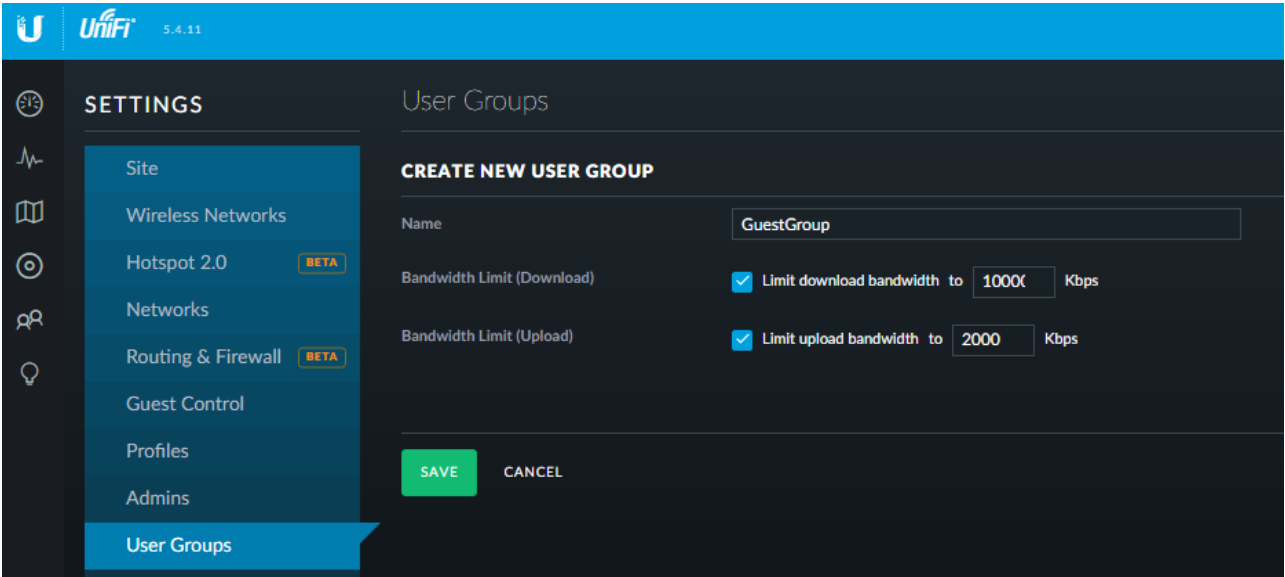 UniFi 5.4.11
SETTINGS
Site
Wireless Networks
Hotspot 2.0 BETA
Networks
Routing & Firewall BETA
Guest Control
Profiles
Admins
User Groups
User Groups
CREATE NEW USER GROUP
Name GuestGroup
Bandwidth Limit (Download) Limit download bandwidth to 1000( Kbps
Bandwidth Limit (Upload) Limit upload bandwidth to 2000 Kbps
SAVE CANCEL